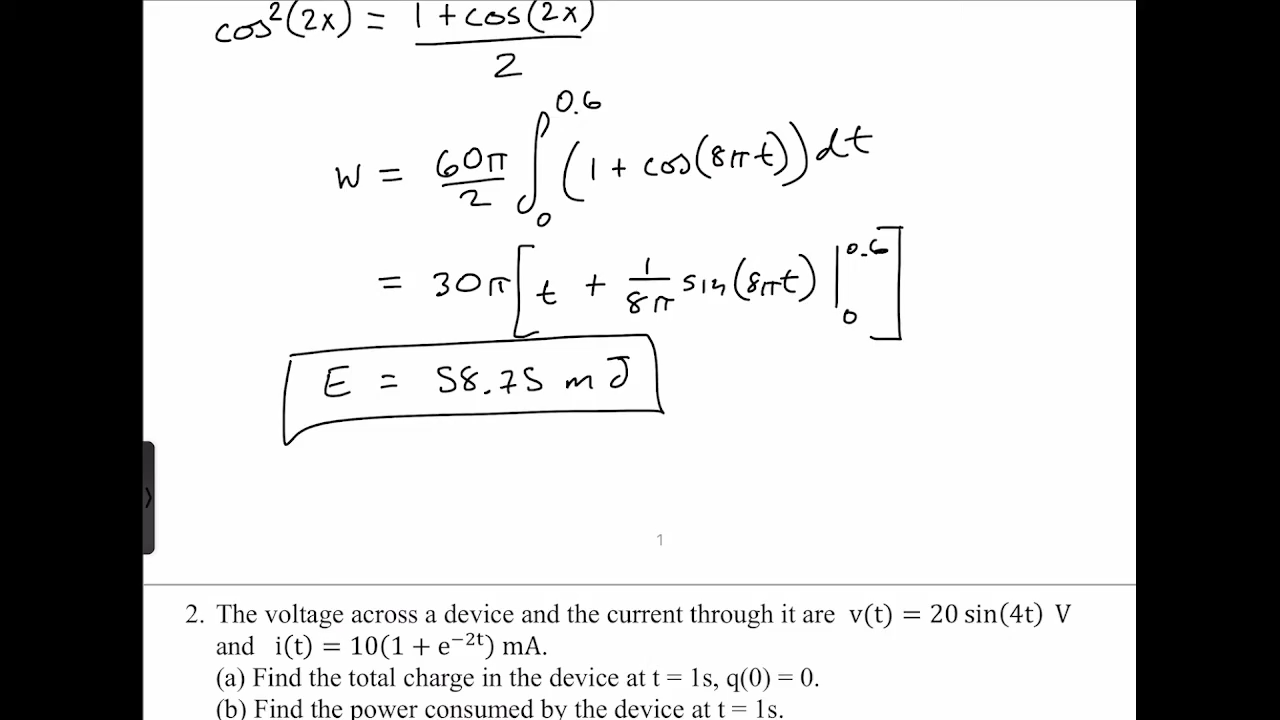 cos²(2x) = (1 + cos(2x))/2
W = 60π/2 ∫₀^0.6 (1 + cos(8πt)) dt
= 30π [ t + 1/(8π) sin(8πt) |₀^0.6 ]
E = 58.75 mJ
1
2. The voltage across a device and the current through it are v(t) = 20 sin(4t) V
and i(t) = 10(1 + e⁻²ᵗ) mA.
(a) Find the total charge in the device at t = 1s, q(0) = 0.
(b) Find the power consumed by the device at t = 1s.